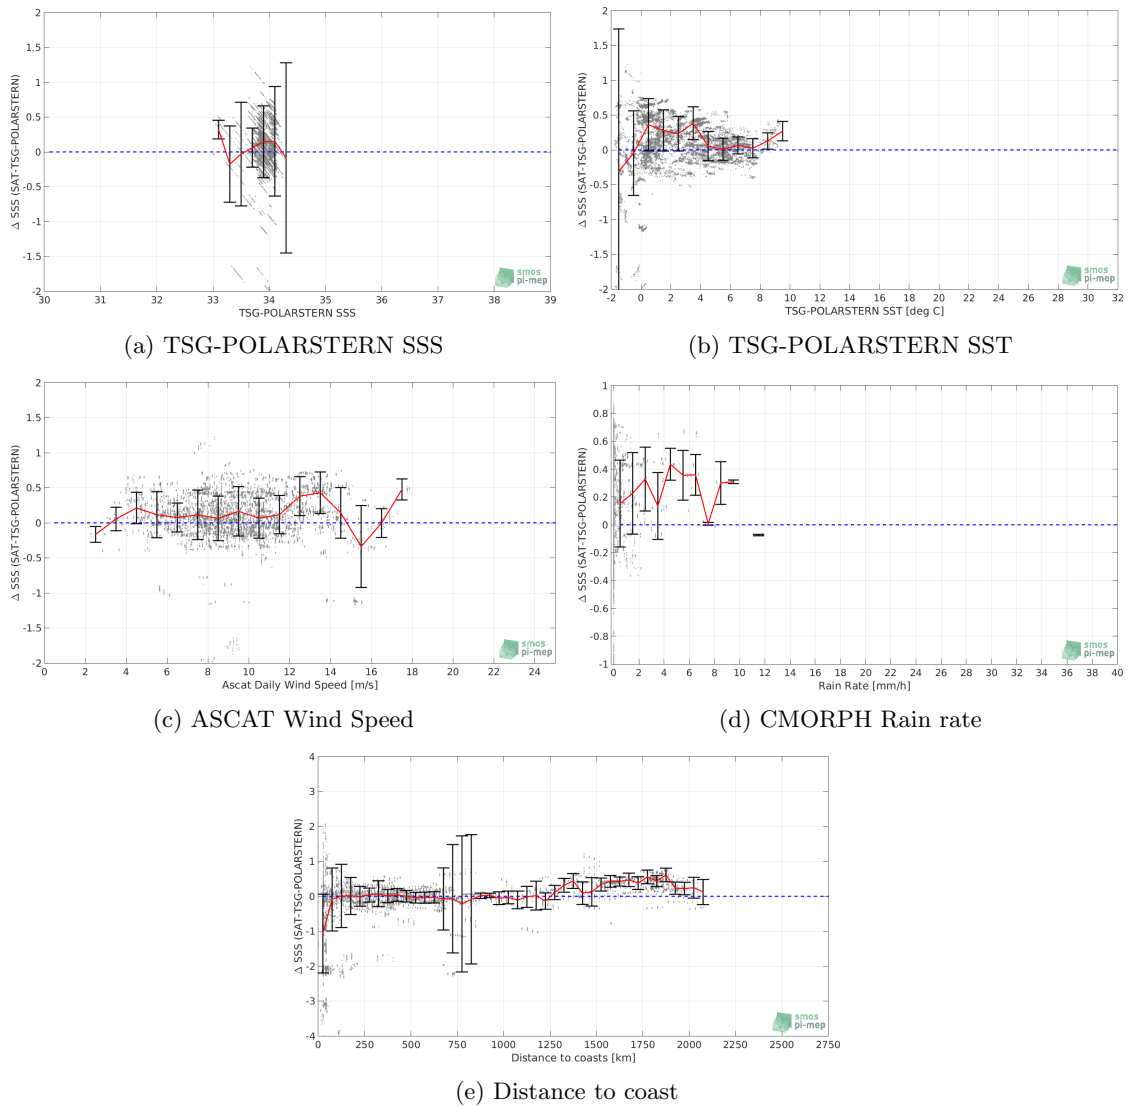 Δ SSS (SAT-TSG-POLARSTERN)
2
1.5
1
0.5
0
-0.5
-1
-1.5
-2
30 31 32 33 34 35 36 37 38 39
TSG-POLARSTERN SSS
smos
pi-mep
(a) TSG-POLARSTERN SSS
Δ SSS (SAT-TSG-POLARSTERN)
2
1.5
1
0.5
0
-0.5
-1
-1.5
-2
-2 0 2 4 6 8 10 12 14 16 18 20 22 24 26 28 30 32
TSG-POLARSTERN SST [deg C]
smos
pi-mep
(b) TSG-POLARSTERN SST
Δ SSS (SAT-TSG-POLARSTERN)
2
1.5
1
0.5
0
-0.5
-1
-1.5
-2
0 2 4 6 8 10 12 14 16 18 20 22 24
Ascat Daily Wind Speed [m/s]
smos
pi-mep
(c) ASCAT Wind Speed
Δ SSS (SAT-TSG-POLARSTERN)
1
0.8
0.6
0.4
0.2
0
-0.2
-0.4
-0.6
-0.8
-1
0 2 4 6 8 10 12 14 16 18 20 22 24 26 28 30 32 34 36 38 40
Rain Rate [mm/h]
smos
pi-mep
(d) CMORPH Rain rate
Δ SSS (SAT-TSG-POLARSTERN)
4
3
2
1
0
-1
-2
-3
-4
0 250 500 750 1000 1250 1500 1750 2000 2250 2500 2750
Distance to coasts [km]
smos
pi-mep
(e) Distance to coast